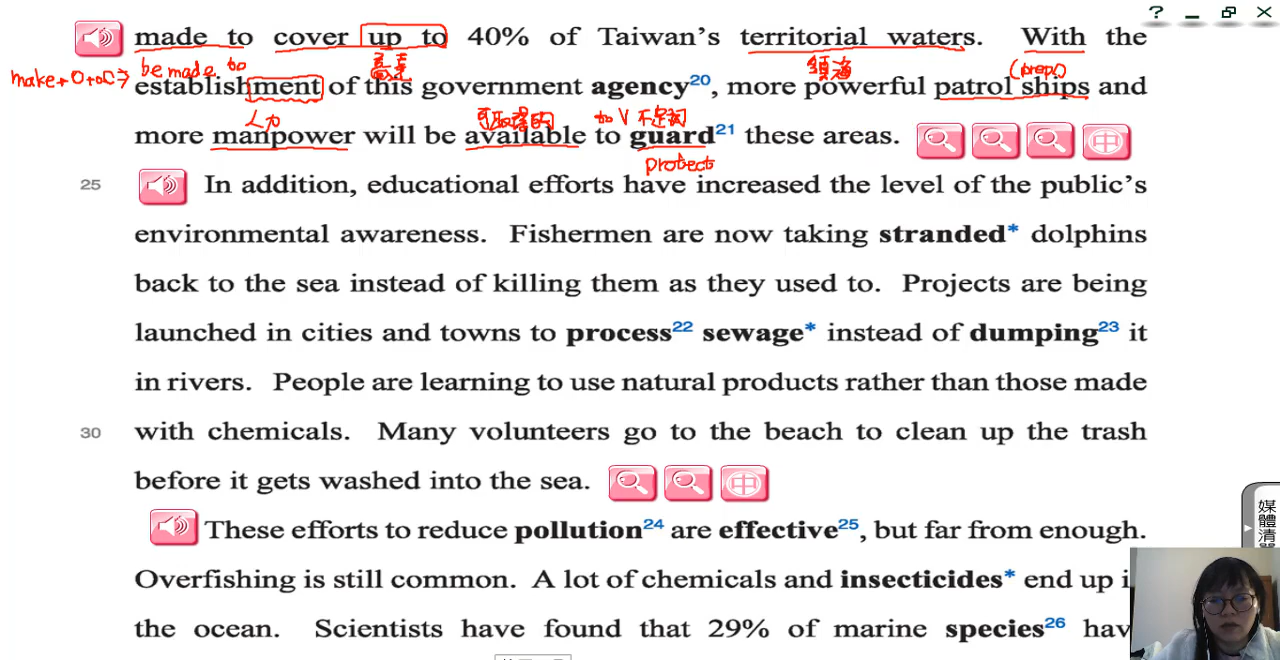 made to cover up to 40% of Taiwan's territorial waters. With the
make+O+OC→ be made to 高達 領海 (prep.)
establishment of this government agency20, more powerful patrol ships and
人力 可取得的 to V 不定詞
more manpower will be available to guard21 these areas.
protect
25 In addition, educational efforts have increased the level of the public's
environmental awareness. Fishermen are now taking stranded* dolphins
back to the sea instead of killing them as they used to. Projects are being
launched in cities and towns to process22 sewage* instead of dumping23 it
in rivers. People are learning to use natural products rather than those made
30 with chemicals. Many volunteers go to the beach to clean up the trash
before it gets washed into the sea.
These efforts to reduce pollution24 are effective25, but far from enough.
Overfishing is still common. A lot of chemicals and insecticides* end up
the ocean. Scientists have found that 29% of marine species26
媒體清單